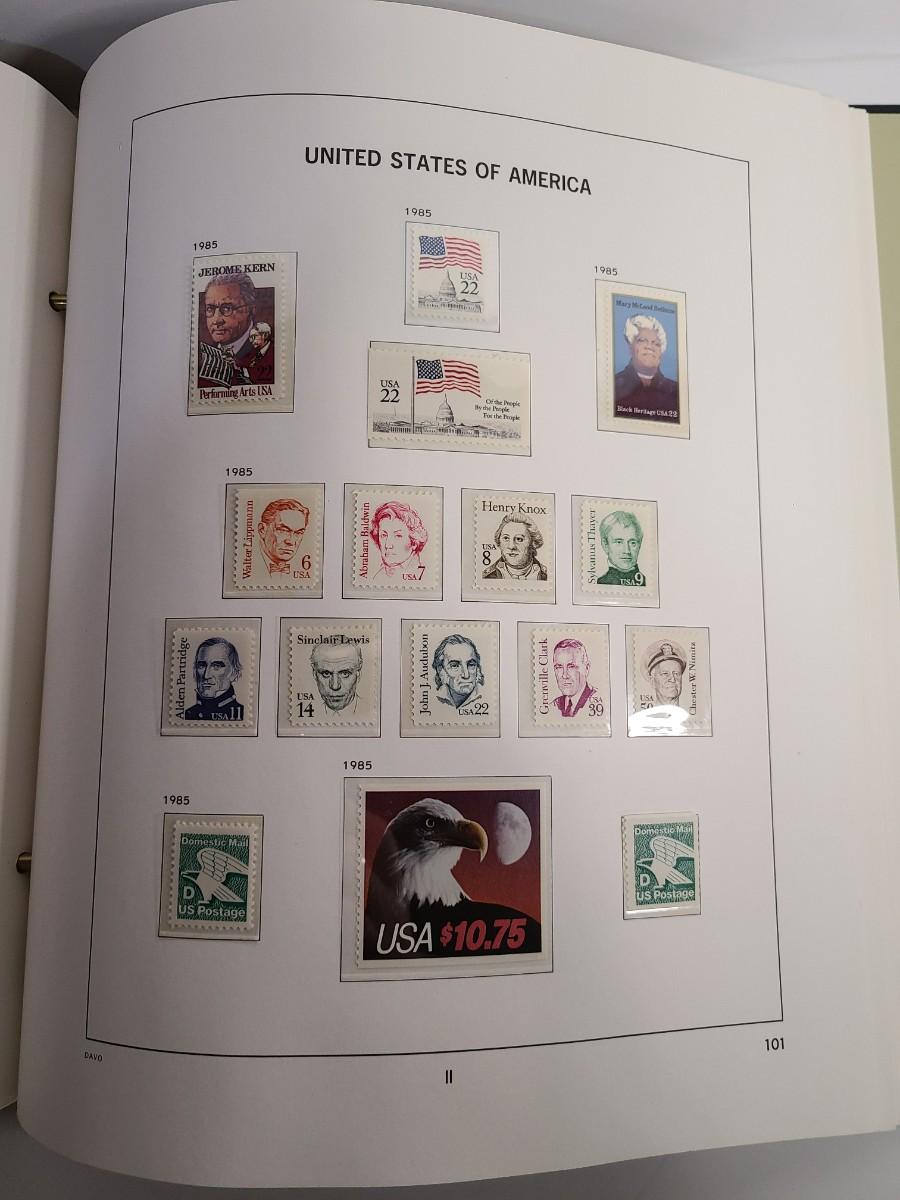 UNITED STATES OF AMERICA
1985
1985
1985
JEROME KERN
22
Performing Arts USA
USA
22
Mary McLeod Bethune
Black Heritage USA 22
USA
22
Of the People
By the People
For the People
1985
Walter Lippmann
6
USA
Abraham Baldwin
USA 7
Henry Knox
USA
8
Sylvanus Thayer
USA 9
Alden Partridge
USA 11
Sinclair Lewis
USA
14
John J. Audubon
USA 22
Grenville Clark
USA
39
Chester W. Nimitz
USA
50
1985
1985
Domestic Mail
D
US Postage
USA $10.75
Domestic Mail
D
US Postage
DAVO
II
101